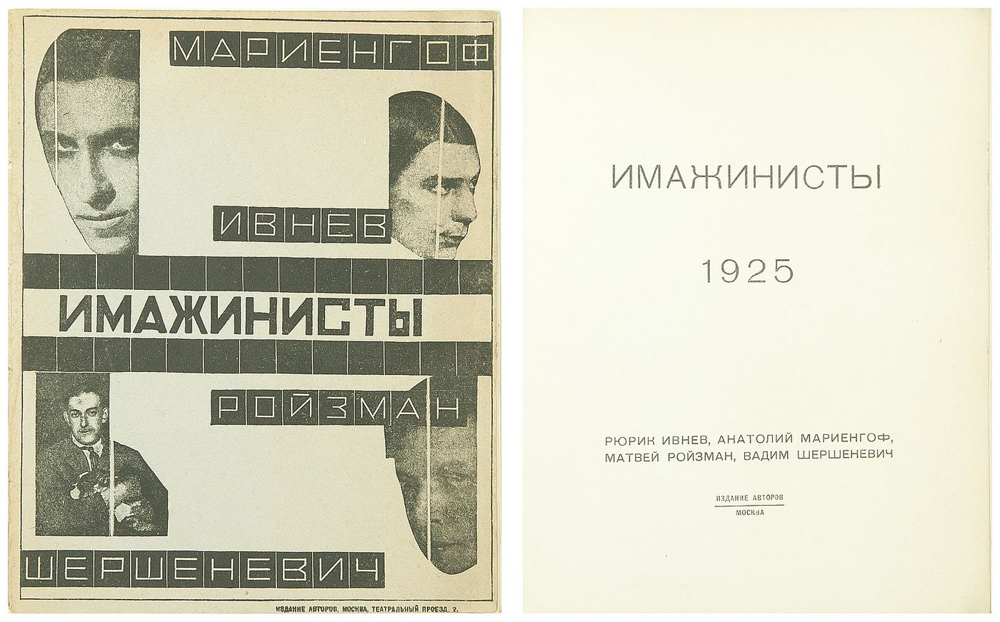 МАРИЕНГОФ
ИВНЕВ
ИМАЖИНИСТЫ
РОЙЗМАН
ШЕРШЕНЕВИЧ
ИЗДАНИЕ АВТОРОВ, МОСКВА, ТЕАТРАЛЬНЫЙ ПРОЕЗД, 2.
ИМАЖИНИСТЫ
1925
РЮРИК ИВНЕВ, АНАТОЛИЙ МАРИЕНГОФ,
МАТВЕЙ РОЙЗМАН, ВАДИМ ШЕРШЕНЕВИЧ
ИЗДАНИЕ АВТОРОВ
МОСКВА